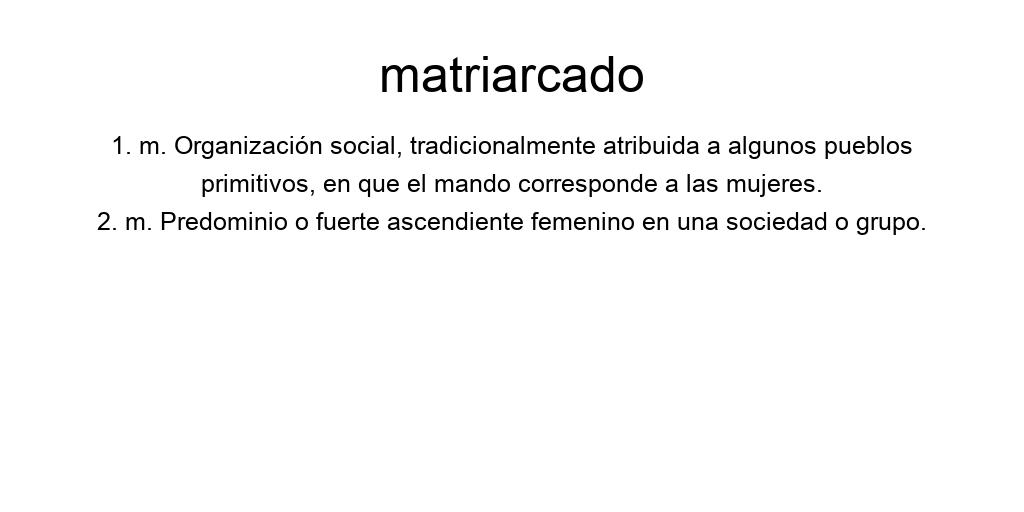 matriarcado
1. m. Organización social, tradicionalmente atribuida a algunos pueblos
primitivos, en que el mando corresponde a las mujeres.
2. m. Predominio o fuerte ascendiente femenino en una sociedad o grupo.